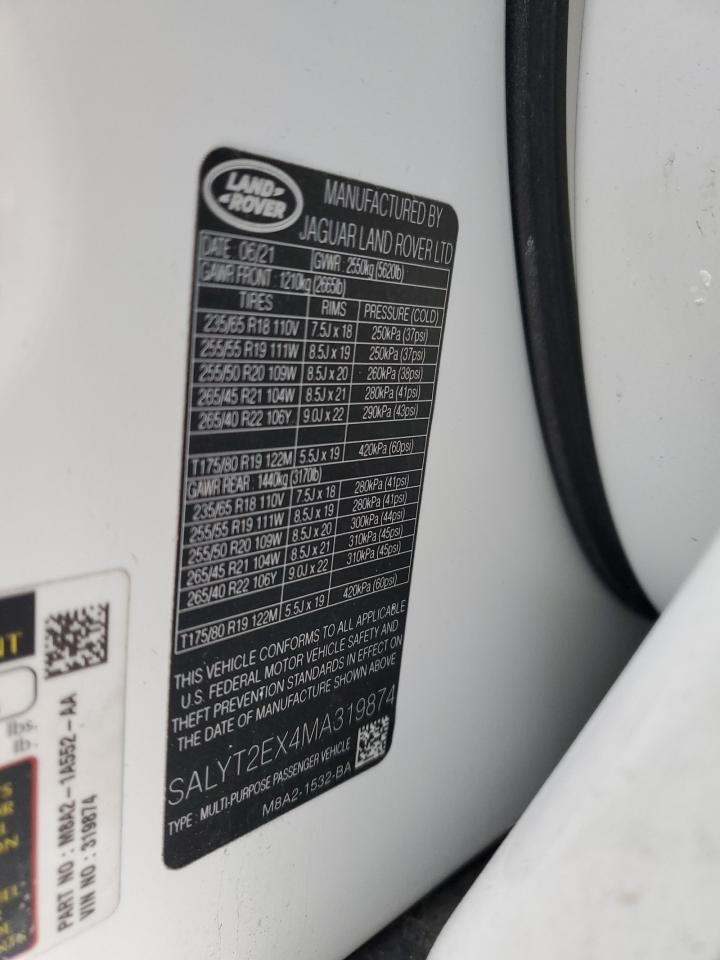 LAND ROVER
MANUFACTURED BY
JAGUAR LAND ROVER LTD
DATE 06/21 GVWR : 2550kg (5620lb)
GAWR FRONT : 1210kg (2665lb)
TIRES RIMS PRESSURE (COLD)
235/65 R18 110V 7.5J x 18 250kPa (37psi)
255/55 R19 111W 8.5J x 19 250kPa (37psi)
255/50 R20 109W 8.5J x 20 260kPa (38psi)
265/45 R21 104W 8.5J x 21 280kPa (41psi)
265/40 R22 106Y 9.0J x 22 290kPa (43psi)
T175/80 R19 122M 5.5J x 19 420kPa (60psi)
GAWR REAR : 1440kg (3170lb)
235/65 R18 110V 7.5J x 18 280kPa (41psi)
255/55 R19 111W 8.5J x 19 280kPa (41psi)
255/50 R20 109W 8.5J x 20 300kPa (44psi)
265/45 R21 104W 8.5J x 21 310kPa (45psi)
265/40 R22 106Y 9.0J x 22 310kPa (45psi)
T175/80 R19 122M 5.5J x 19 420kPa (60psi)
THIS VEHICLE CONFORMS TO ALL APPLICABLE
U.S. FEDERAL MOTOR VEHICLE SAFETY AND
THEFT PREVENTION STANDARDS IN EFFECT ON
THE DATE OF MANUFACTURE SHOWN ABOVE
SALYT2EX4MA319874
TYPE : MULTI-PURPOSE PASSENGER VEHICLE
M8A2-1532-BA
NT
lbs.
lb.
PART NO : M8A2-1A552-AA
VIN NO : 319874